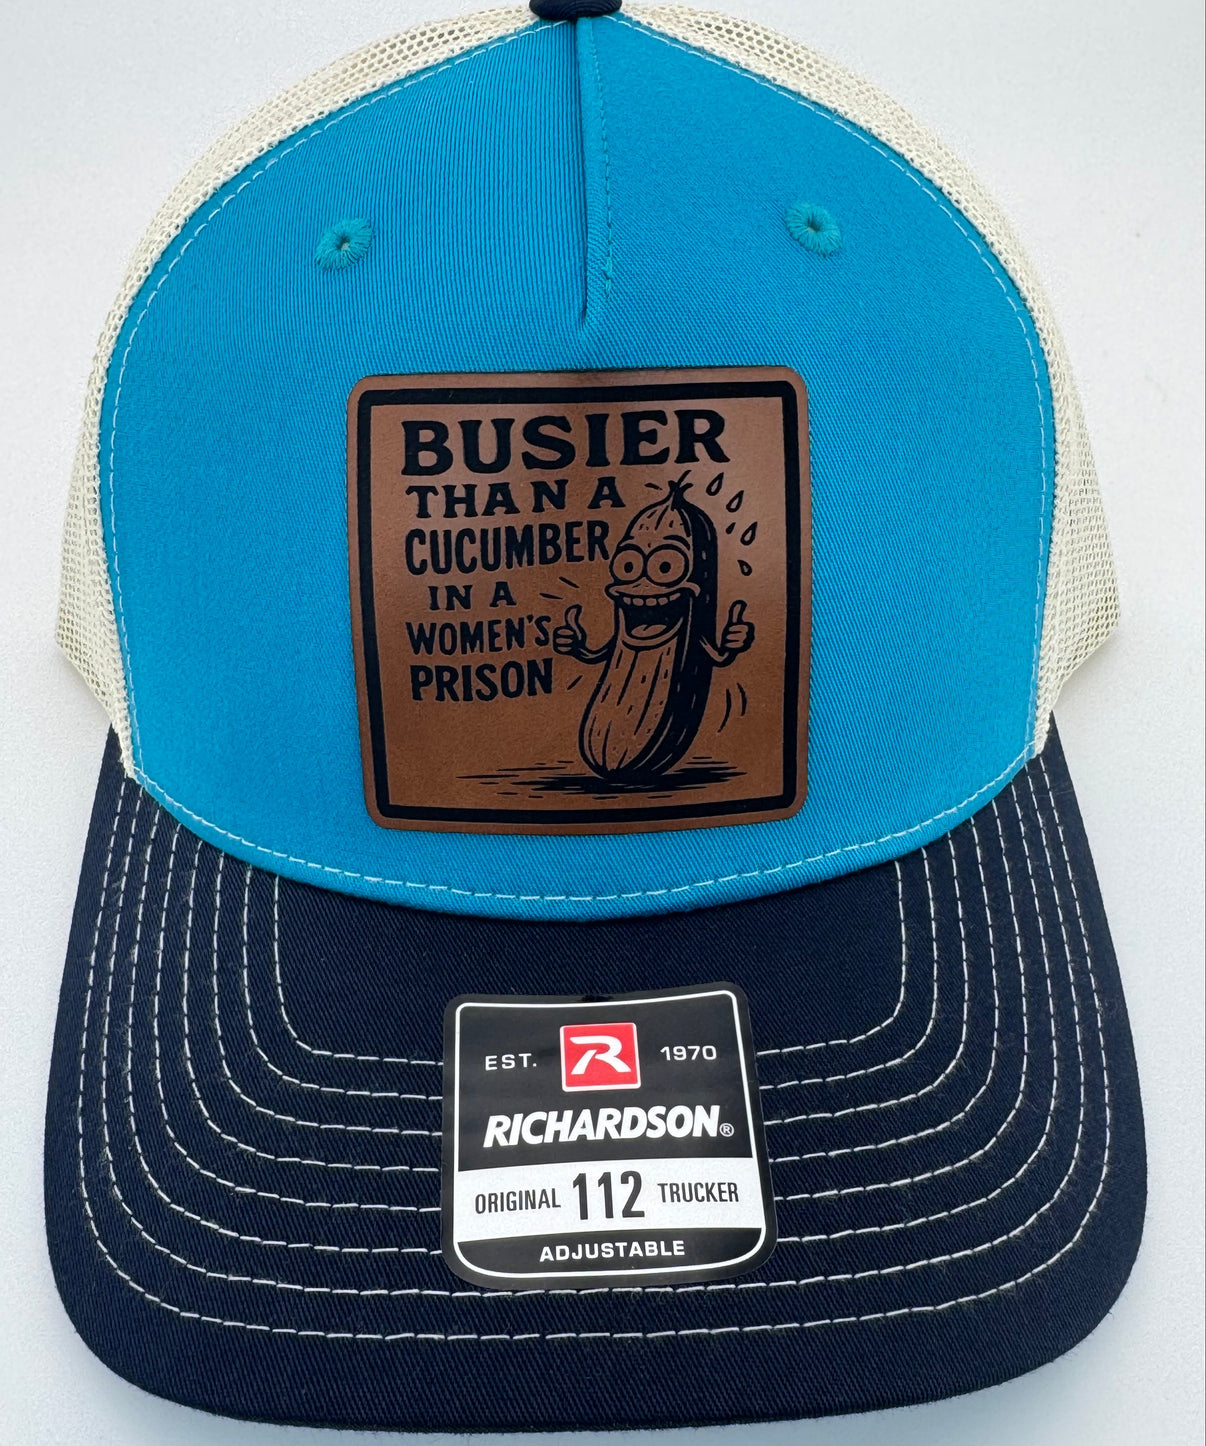 BUSIER
THAN A
CUCUMBER
IN A
WOMEN'S
PRISON
EST. R 1970
RICHARDSON®
ORIGINAL 112 TRUCKER
ADJUSTABLE